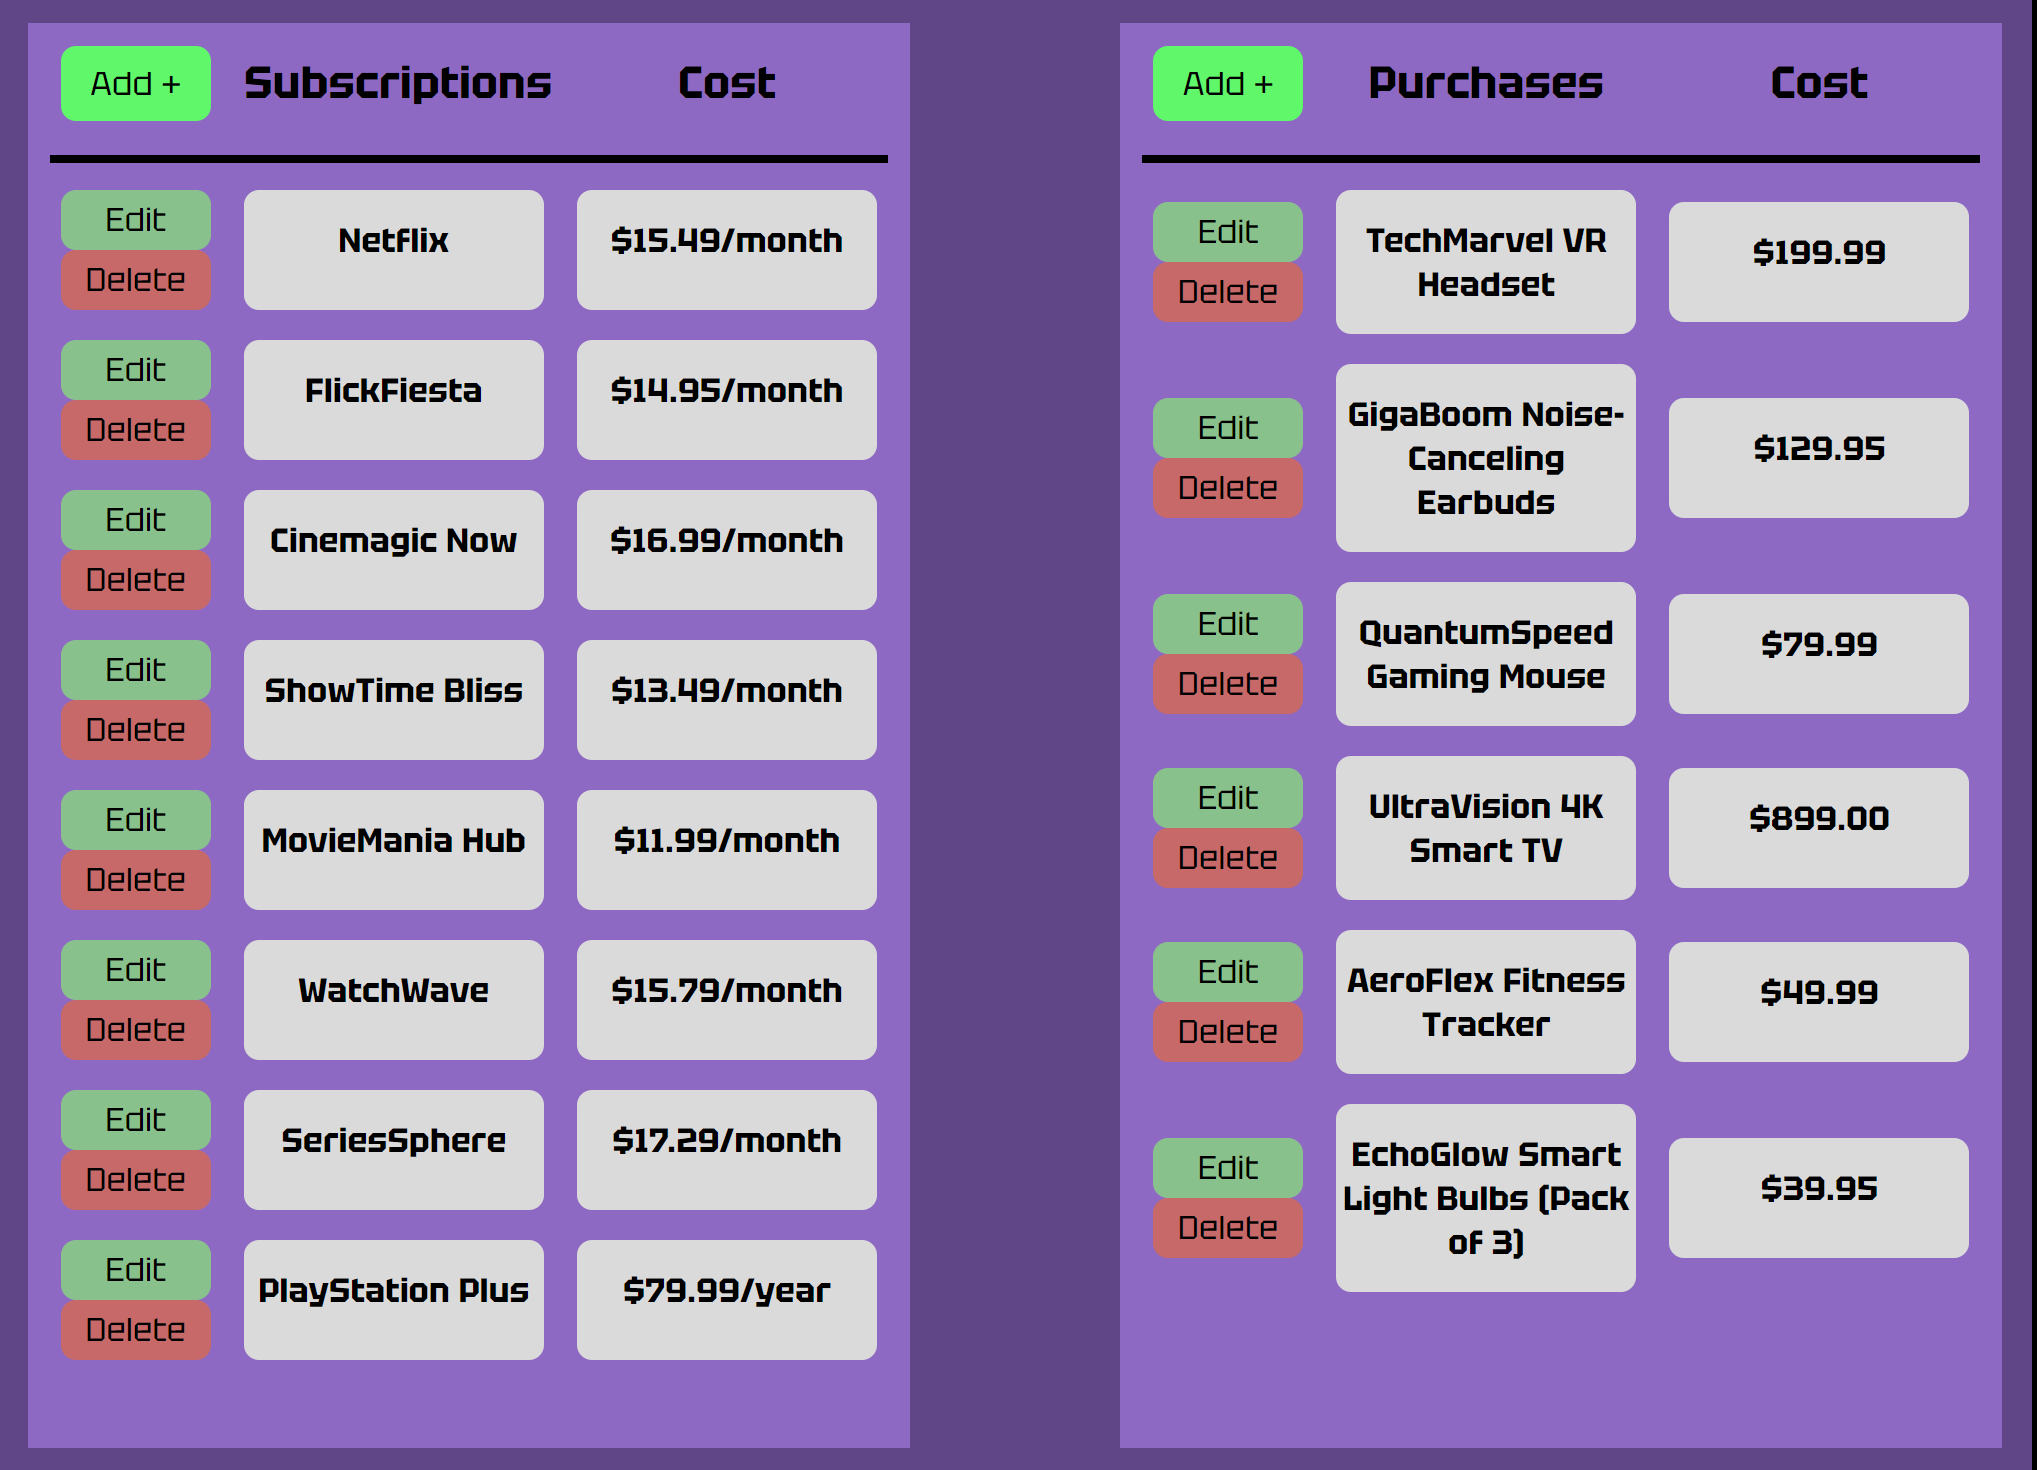 Add + Subscriptions Cost
Edit
Netflix $15.49/month
Delete
Edit
FlickFiesta $14.95/month
Delete
Edit
Cinemagic Now $16.99/month
Delete
Edit
ShowTime Bliss $13.49/month
Delete
Edit
MovieMania Hub $11.99/month
Delete
Edit
WatchWave $15.79/month
Delete
Edit
SeriesSphere $17.29/month
Delete
Edit
PlayStation Plus $79.99/year
Delete
Add + Purchases Cost
Edit
Delete
TechMarvel VR
Headset
$199.99
Edit
Delete
GigaBoom Noise-
Canceling
Earbuds
$129.95
Edit
Delete
QuantumSpeed
Gaming Mouse
$79.99
Edit
Delete
UltraVision 4K
Smart TV
$899.00
Edit
Delete
AeroFlex Fitness
Tracker
$49.99
Edit
Delete
EchoGlow Smart
Light Bulbs (Pack
of 3)
$39.95